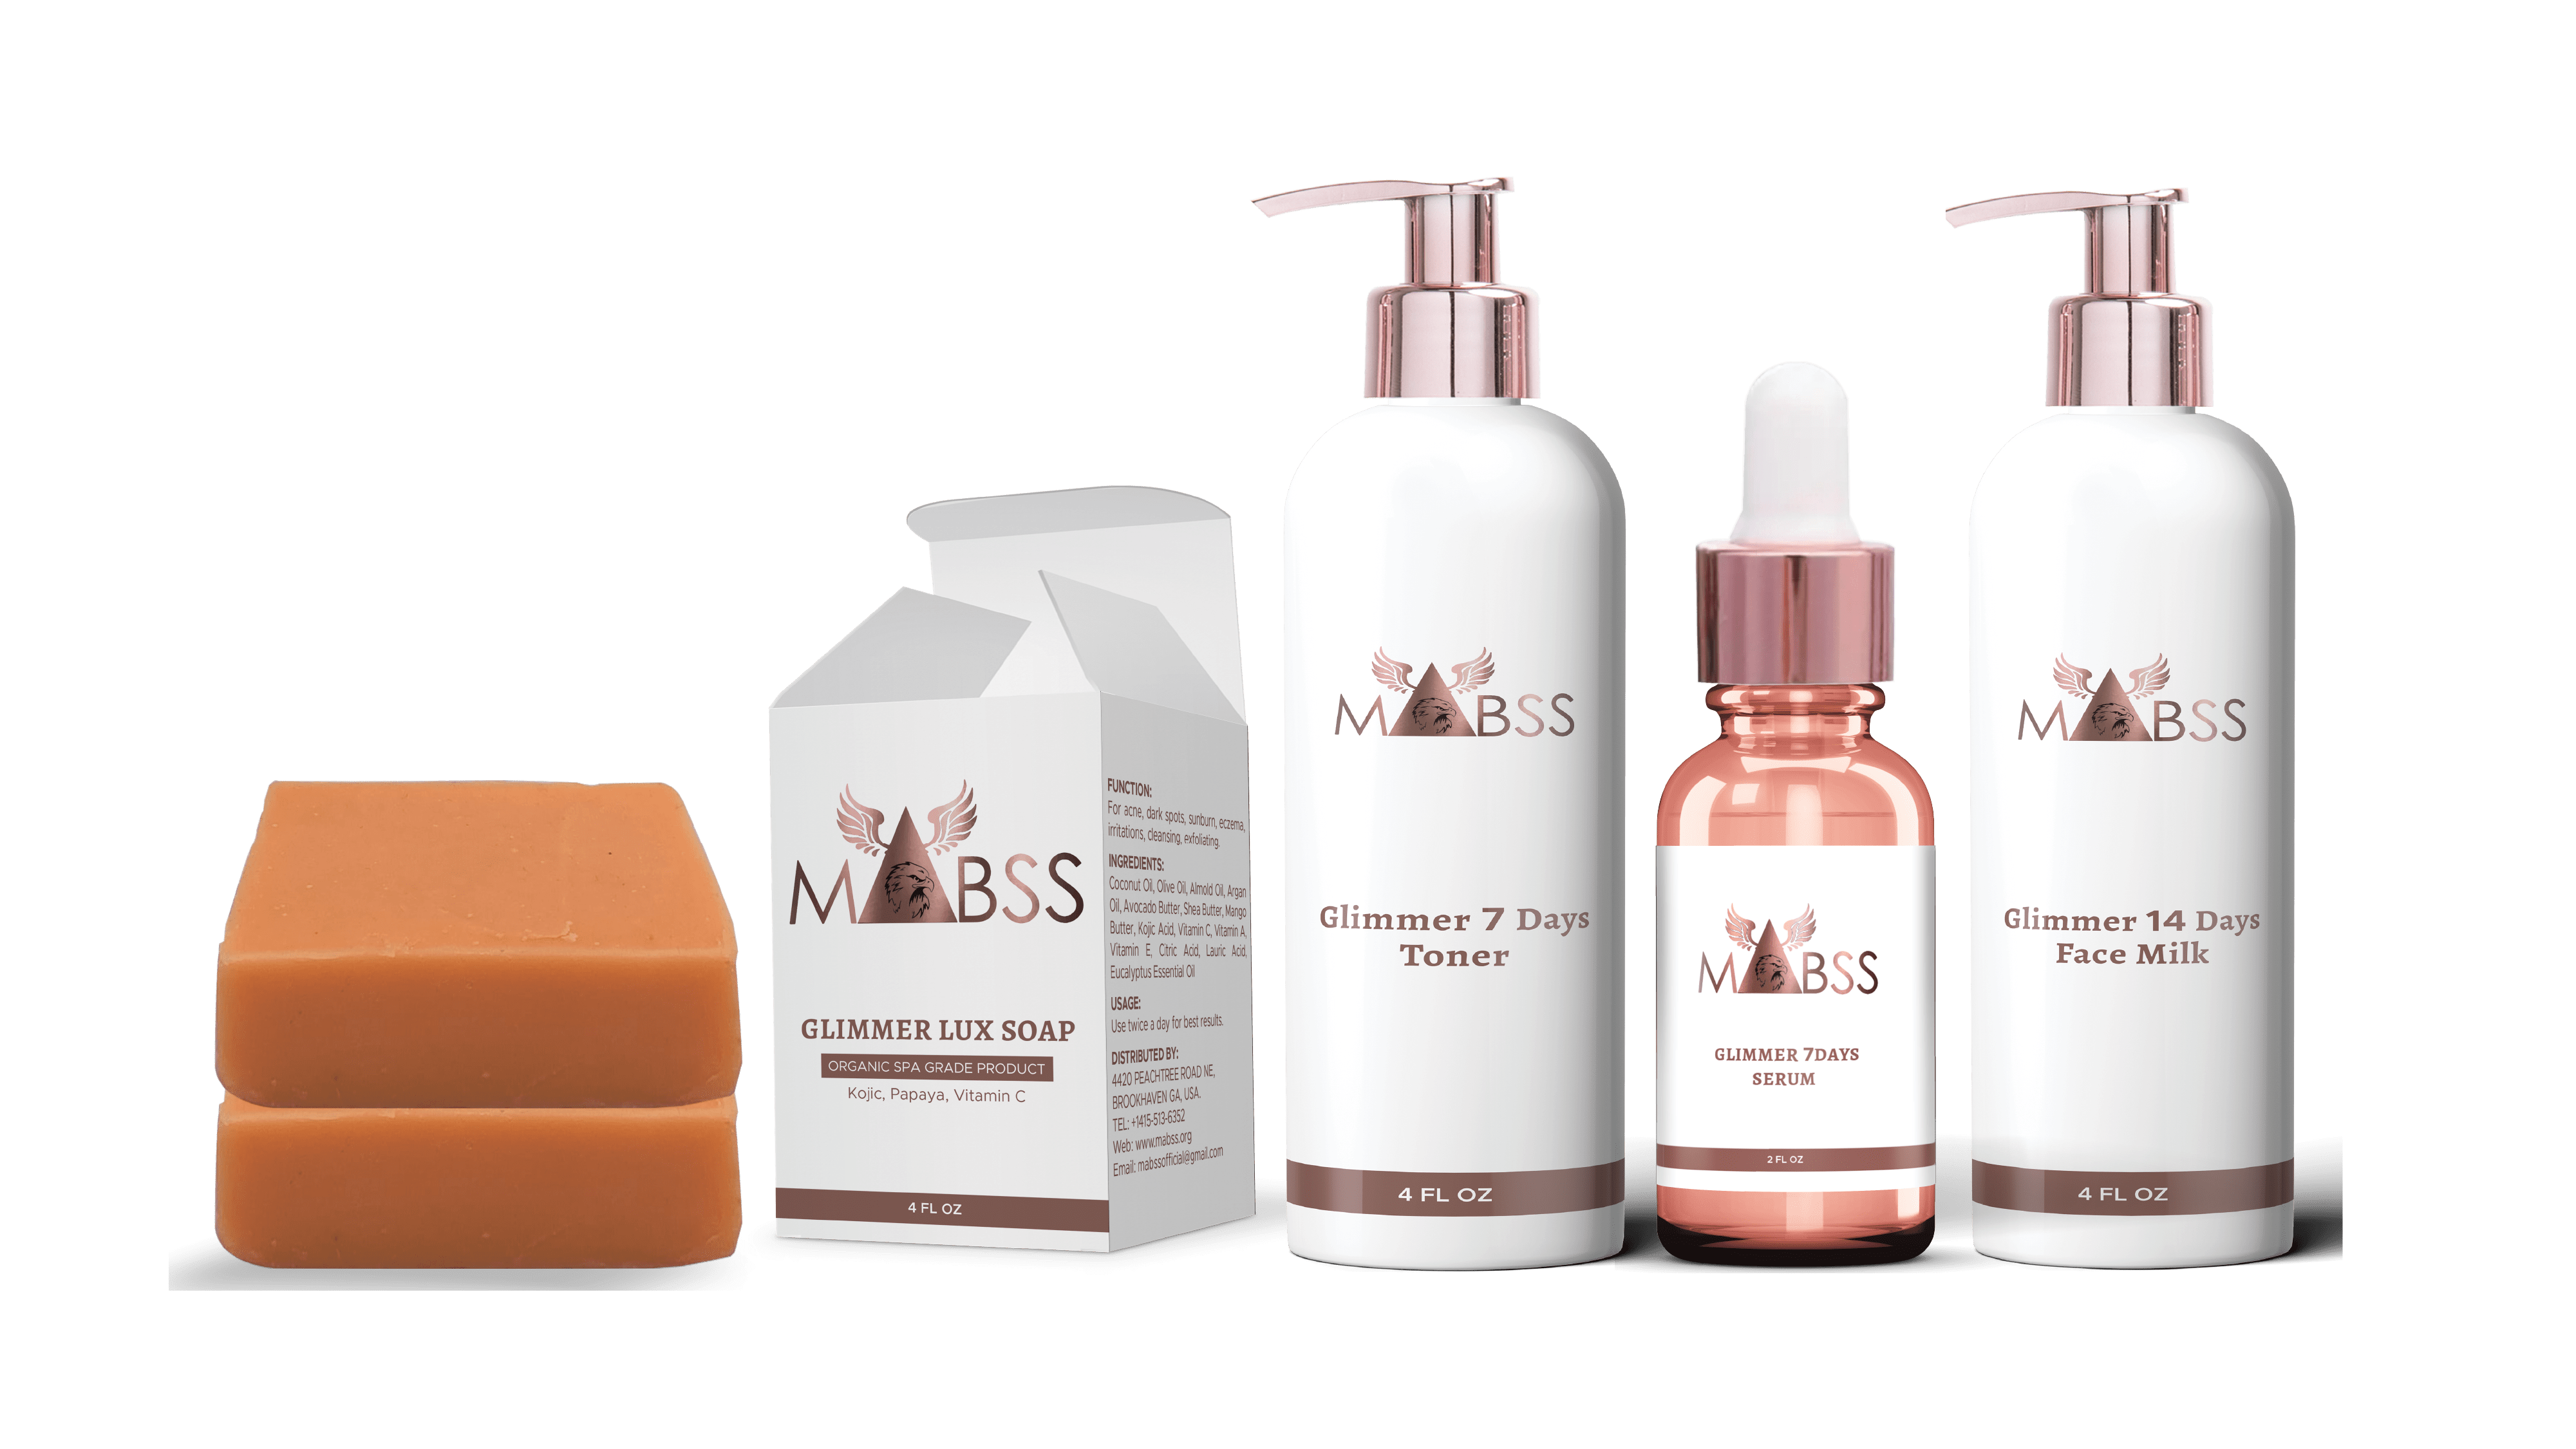 MABSS
GLIMMER LUX SOAP
ORGANIC SPA GRADE PRODUCT
Kojic, Papaya, Vitamin C
4 FL OZ
FUNCTION:
For acne, dark spots, sunburn, eczema,
irritations, cleansing, exfoliating.
INGREDIENTS:
Coconut Oil, Olive Oil, Almold Oil, Argan
Oil, Avocado Butter, Shea Butter, Mango
Butter, Kojic Acid, Vitamin C, Vitamin A,
Vitamin E, Citric Acid, Lauric Acid,
Eucalyptus Essential Oil
USAGE:
Use twice a day for best results.
DISTRIBUTED BY:
4420 PEACHTREE ROAD NE,
BROOKHAVEN GA, USA.
TEL: +1415-513-6352
Web: www.mabss.org
Email: mabssofficial@gmail.com
MABSS
Glimmer 7 Days
Toner
4 FL OZ
MABSS
GLIMMER 7DAYS
SERUM
2 FL OZ
MABSS
Glimmer 14 Days
Face Milk
4 FL OZ